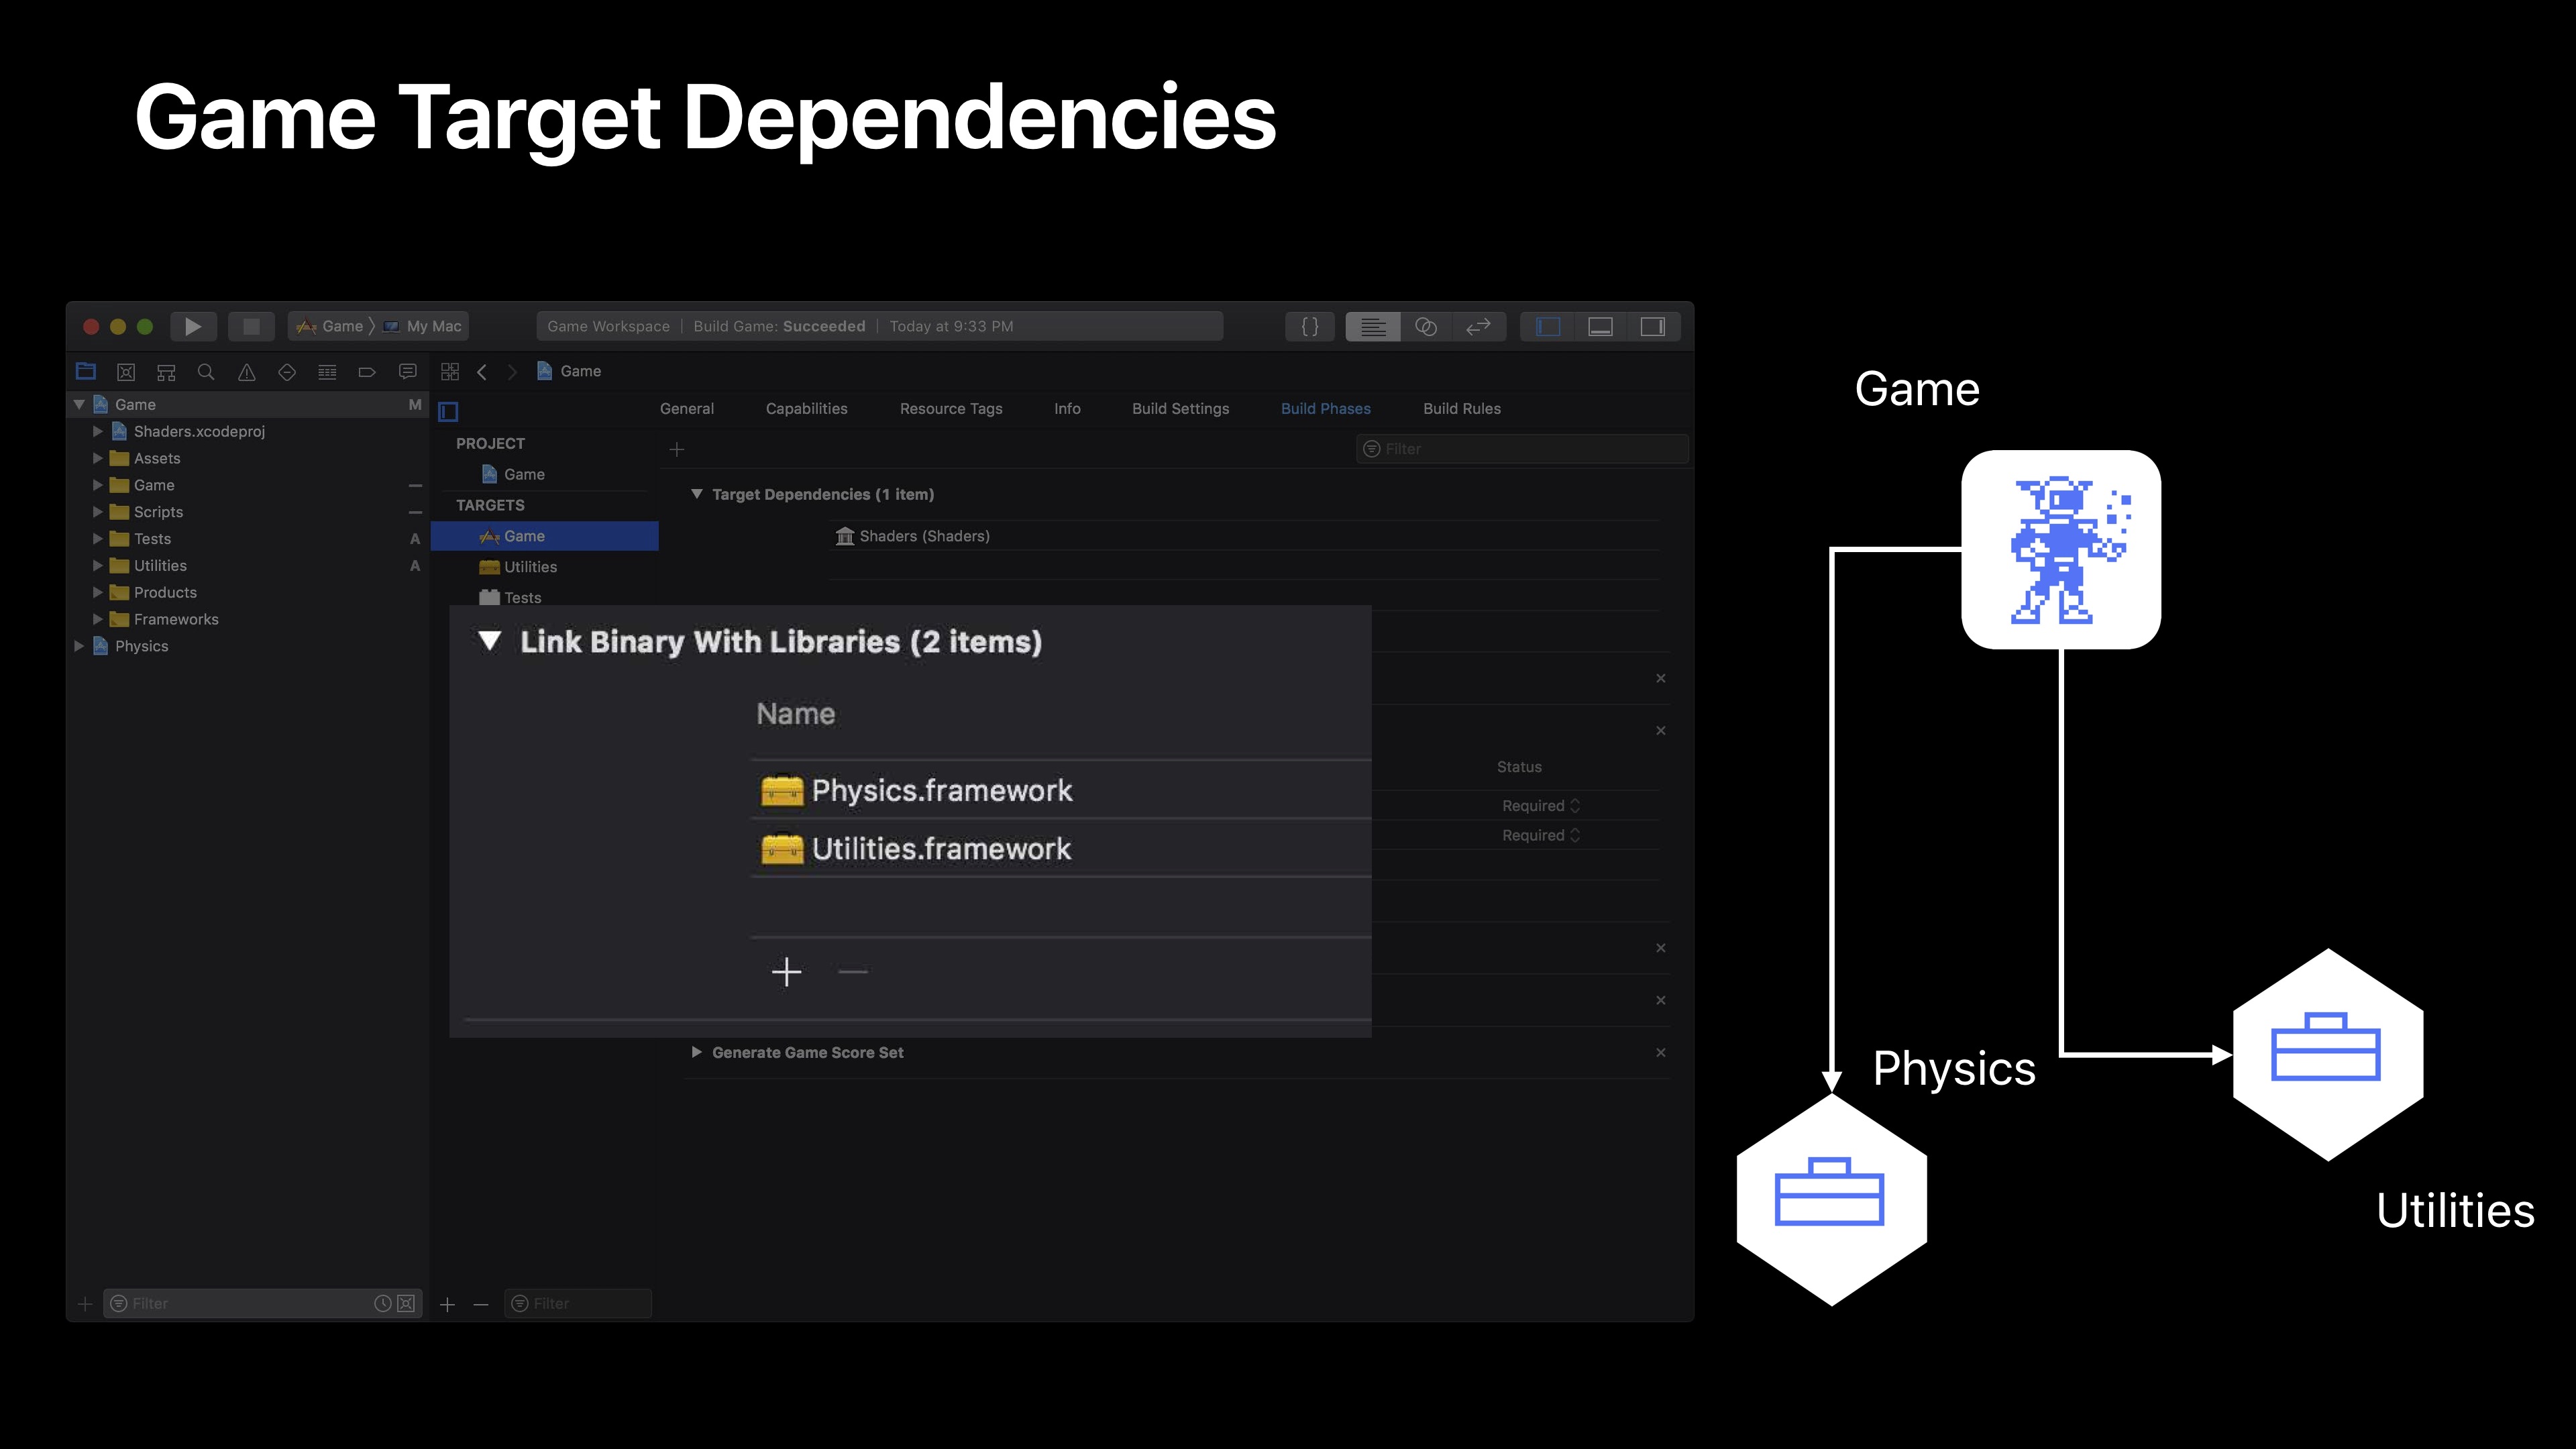 Game Target Dependencies
Game
My Mac
Game Workspace | Build Game: Succeeded | Today at 9:33 PM
{ }
Game
Game M
Shaders.xcodeproj
Assets
Game
Scripts
Tests A
Utilities A
Products
Frameworks
Physics
General Capabilities Resource Tags Info Build Settings Build Phases Build Rules
PROJECT
Game
TARGETS
Game
Utilities
Tests
Filter
Target Dependencies (1 item)
Shaders (Shaders)
Link Binary With Libraries (2 items)
Name
Physics.framework
Utilities.framework
Status
Required
Required
Generate Game Score Set
Filter
Filter
Game
Physics
Utilities